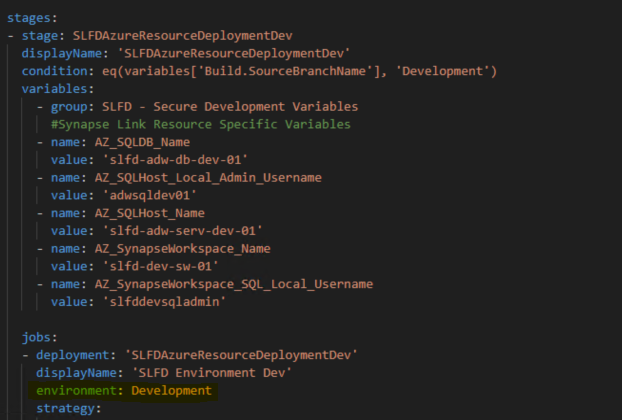 stages:
- stage: SLFDAzureResourceDeploymentDev
displayName: 'SLFDAzureResourceDeploymentDev'
condition: eq(variables['Build.SourceBranchName'], 'Development')
variables:
- group: SLFD - Secure Development Variables
#Synapse Link Resource Specific Variables
- name: AZ_SQLDB_Name
value: 'slfd-adw-db-dev-01'
- name: AZ_SQLHost_Local_Admin_Username
value: 'adwsqldev01'
- name: AZ_SQLHost_Name
value: 'slfd-adw-serv-dev-01'
- name: AZ_SynapseWorkspace_Name
value: 'slfd-dev-sw-01'
- name: AZ_SynapseWorkspace_SQL_Local_Username
value: 'slfddevsqladmin'
jobs:
- deployment: 'SLFDAzureResourceDeploymentDev'
displayName: 'SLFD Environment Dev'
environment: Development
strategy: